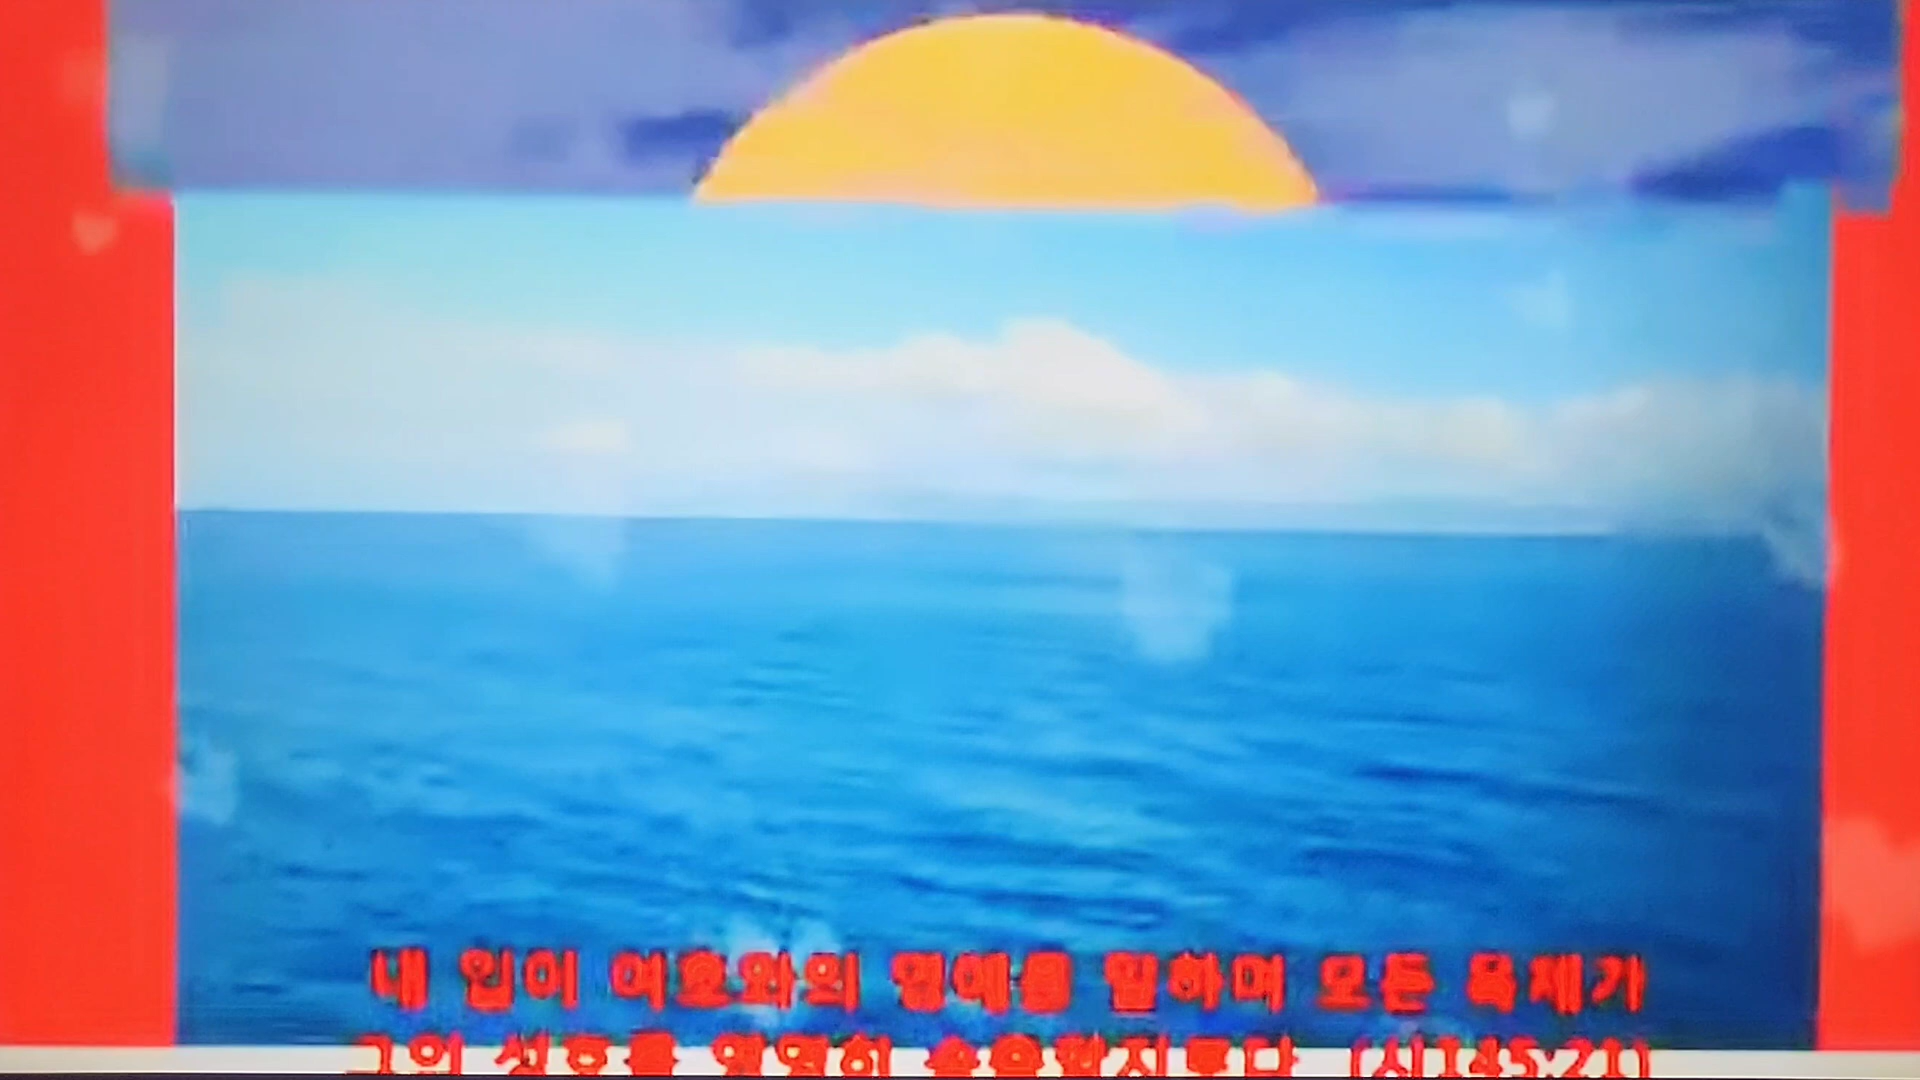 내 입이 여호와의 영예를 말하며 모든 육체가
그의 성호를 영영히 송축할지로다 (시145:21)